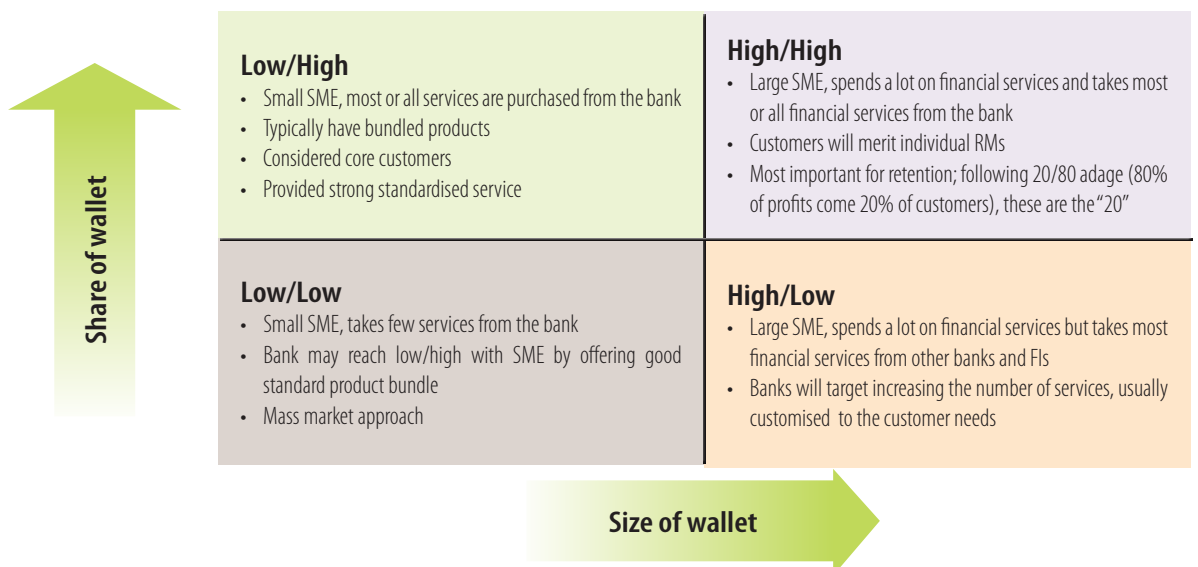 Share of wallet
Low/High
• Small SME, most or all services are purchased from the bank
• Typically have bundled products
• Considered core customers
• Provided strong standardised service
High/High
• Large SME, spends a lot on financial services and takes most
or all financial services from the bank
• Customers will merit individual RMs
• Most important for retention; following 20/80 adage (80%
of profits come 20% of customers), these are the “20”
Low/Low
• Small SME, takes few services from the bank
• Bank may reach low/high with SME by offering good
standard product bundle
• Mass market approach
High/Low
• Large SME, spends a lot on financial services but takes most
financial services from other banks and FIs
• Banks will target increasing the number of services, usually
customised to the customer needs
Size of wallet